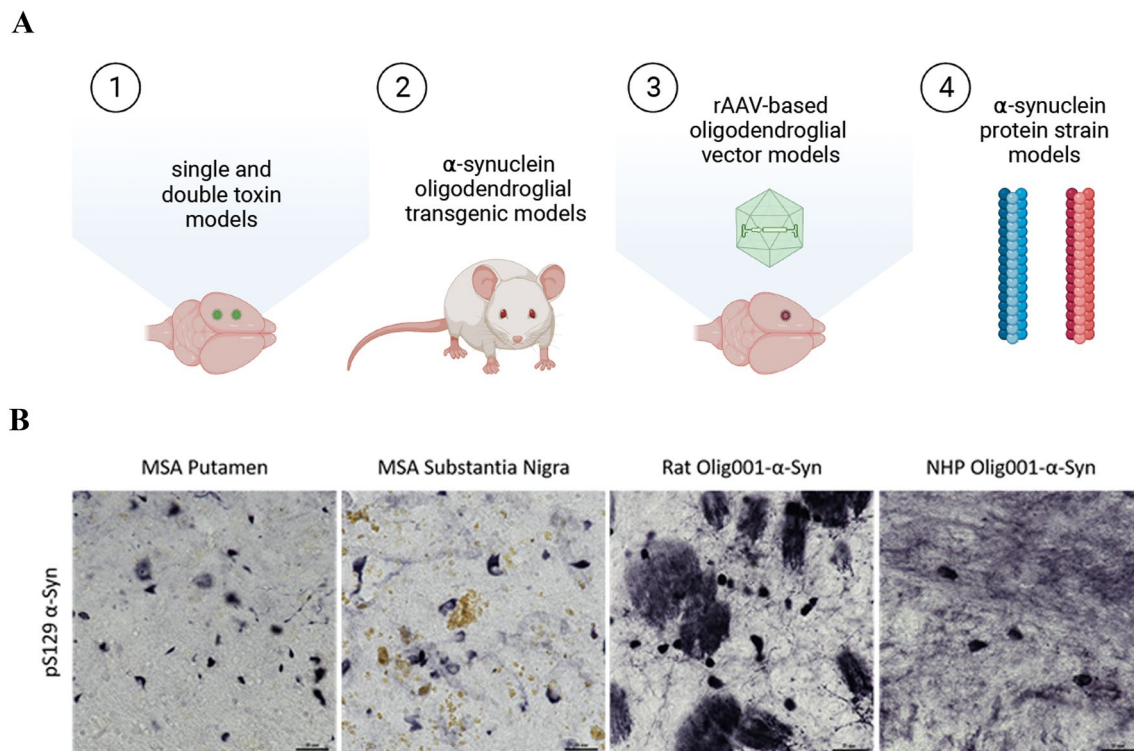 A
1
2
3
4
single and
double toxin
models
α-synuclein
oligodendroglial
transgenic models
rAAV-based
oligodendroglial
vector models
α-synuclein
protein strain
models
B
MSA Putamen
MSA Substantia Nigra
Rat Olig001-α-Syn
NHP Olig001-α-Syn
pS129 α-Syn